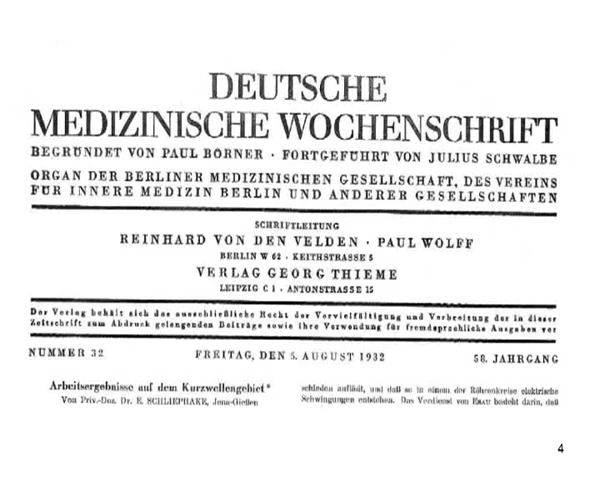 DEUTSCHE
MEDIZINISCHE WOCHENSCHRIFT
BEGRÜNDET VON PAUL BÖRNER · FORTGEFÜHRT VON JULIUS SCHWALBE
ORGAN DER BERLINER MEDIZINISCHEN GESELLSCHAFT, DES VEREINS
FÜR INNERE MEDIZIN BERLIN UND ANDERER GESELLSCHAFTEN
SCHRIFTLEITUNG
REINHARD VON DEN VELDEN · PAUL WOLFF
BERLIN W 62 · KEITHSTRASSE 5
VERLAG GEORG THIEME
LEIPZIG C 1 · ANTONSTRASSE 15
Der Verlag behält sich das ausschließliche Recht der Vervielfältigung und Verbreitung der in dieser
Zeitschrift zum Abdruck gelangenden Beiträge sowie ihre Verwendung für fremdsprachliche Ausgaben vor
NUMMER 32 FREITAG, DEN 5. AUGUST 1932 58. JAHRGANG
Arbeitsergebnisse auf dem Kurzwellengebiet*
Von Priv.-Doz. Dr. E. SCHLIEPHAKE, Jena-Gießen
schieden auflädt, und daß so in einem der Röhrenkreise elektrische
Schwingungen entstehen. Das Verdienst von ESAU besteht darin, daß
4